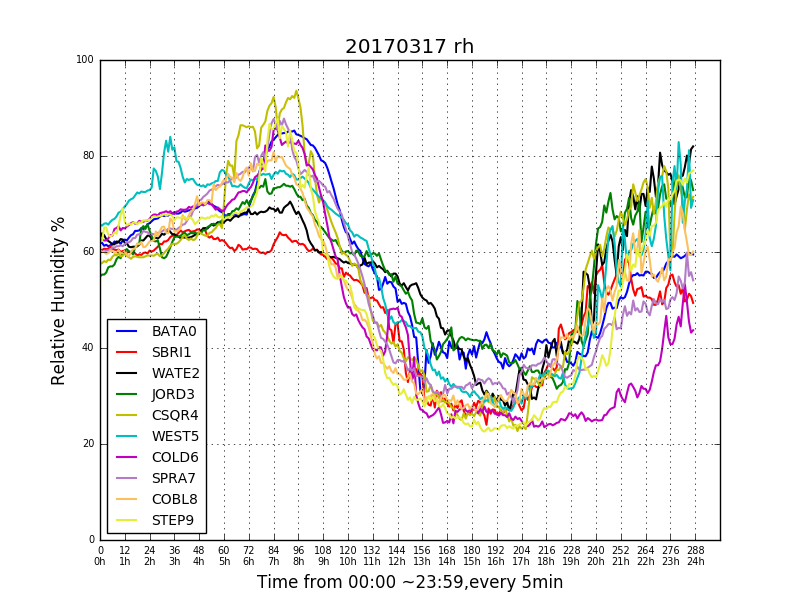 20170317 rh
Relative Humidity %
100
80
60
40
20
0
BATA0
SBRI1
WATE2
JORD3
CSQR4
WEST5
COLD6
SPRA7
COBL8
STEP9
0 12 24 36 48 60 72 84 96 108 120 132 144 156 168 180 192 204 216 228 240 252 264 276 288
0h 1h 2h 3h 4h 5h 6h 7h 8h 9h 10h 11h 12h 13h 14h 15h 16h 17h 18h 19h 20h 21h 22h 23h 24h
Time from 00:00 ~23:59,every 5min